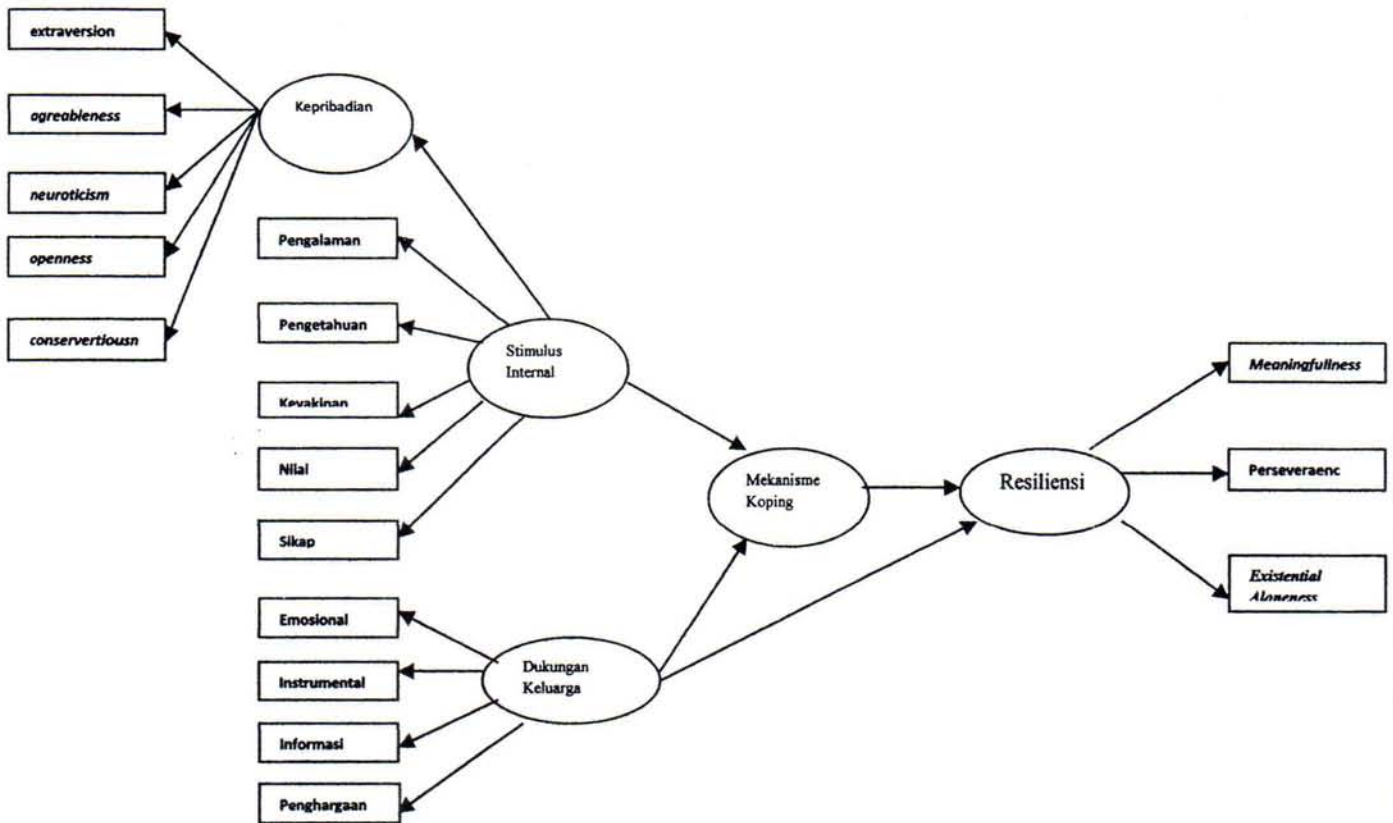 extraversion
agreableness
neuroticism
openness
conservertiousn
Kepribadian
Pengalaman
Pengetahuan
Keyakinan
Nilai
Sikap
Stimulus
Internal
Emosional
Instrumental
Informasi
Penghargaan
Dukungan
Keluarga
Mekanisme
Koping
Resiliensi
Meaningfullness
Perseveraenc
Existential
Aloneness